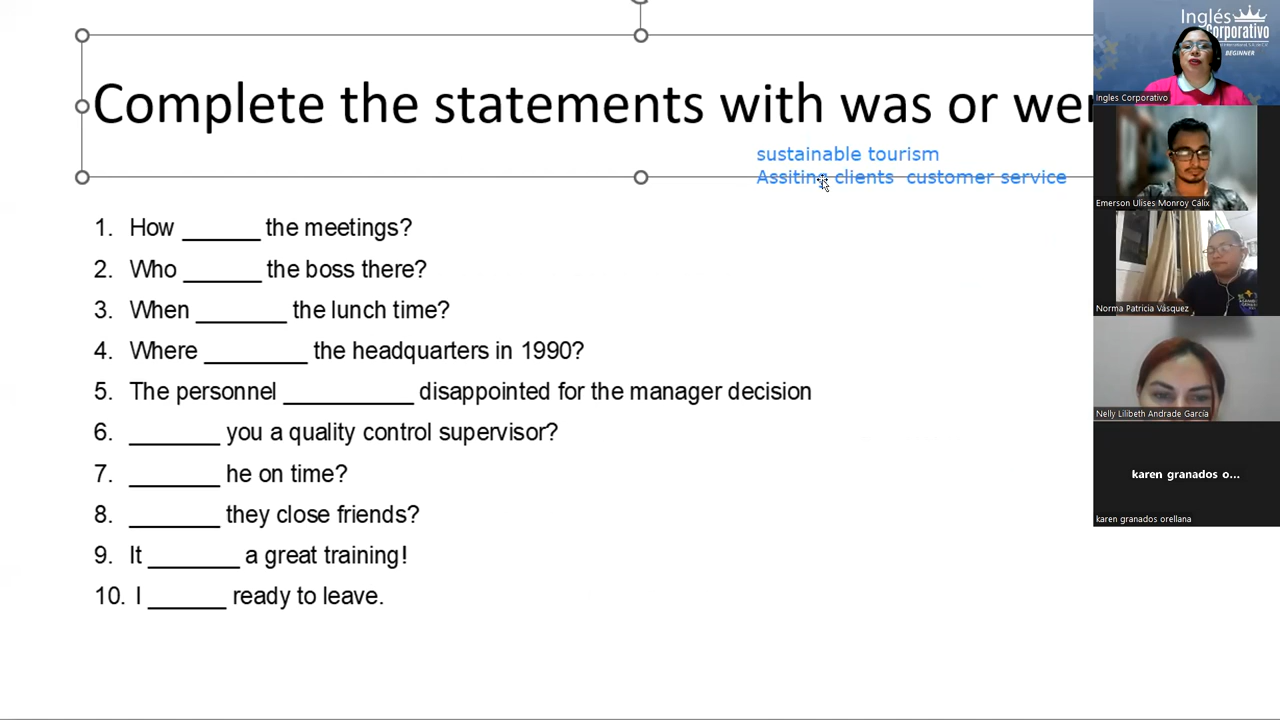 Complete the statements with was or wer
sustainable tourism
Assiting clients  customer service
1. How ______ the meetings?
2. Who ______ the boss there?
3. When _______ the lunch time?
4. Where ________ the headquarters in 1990?
5. The personnel __________ disappointed for the manager decision
6. _______ you a quality control supervisor?
7. _______ he on time?
8. _______ they close friends?
9. It _______ a great training!
10. I ______ ready to leave.
Inglés
Corporativo
BEGINNER
Ingles Corporativo
Emerson Ulises Monroy Cálix
Norma Patricia Vásquez
Nelly Lilibeth Andrade García
karen granados o...
karen granados orellana